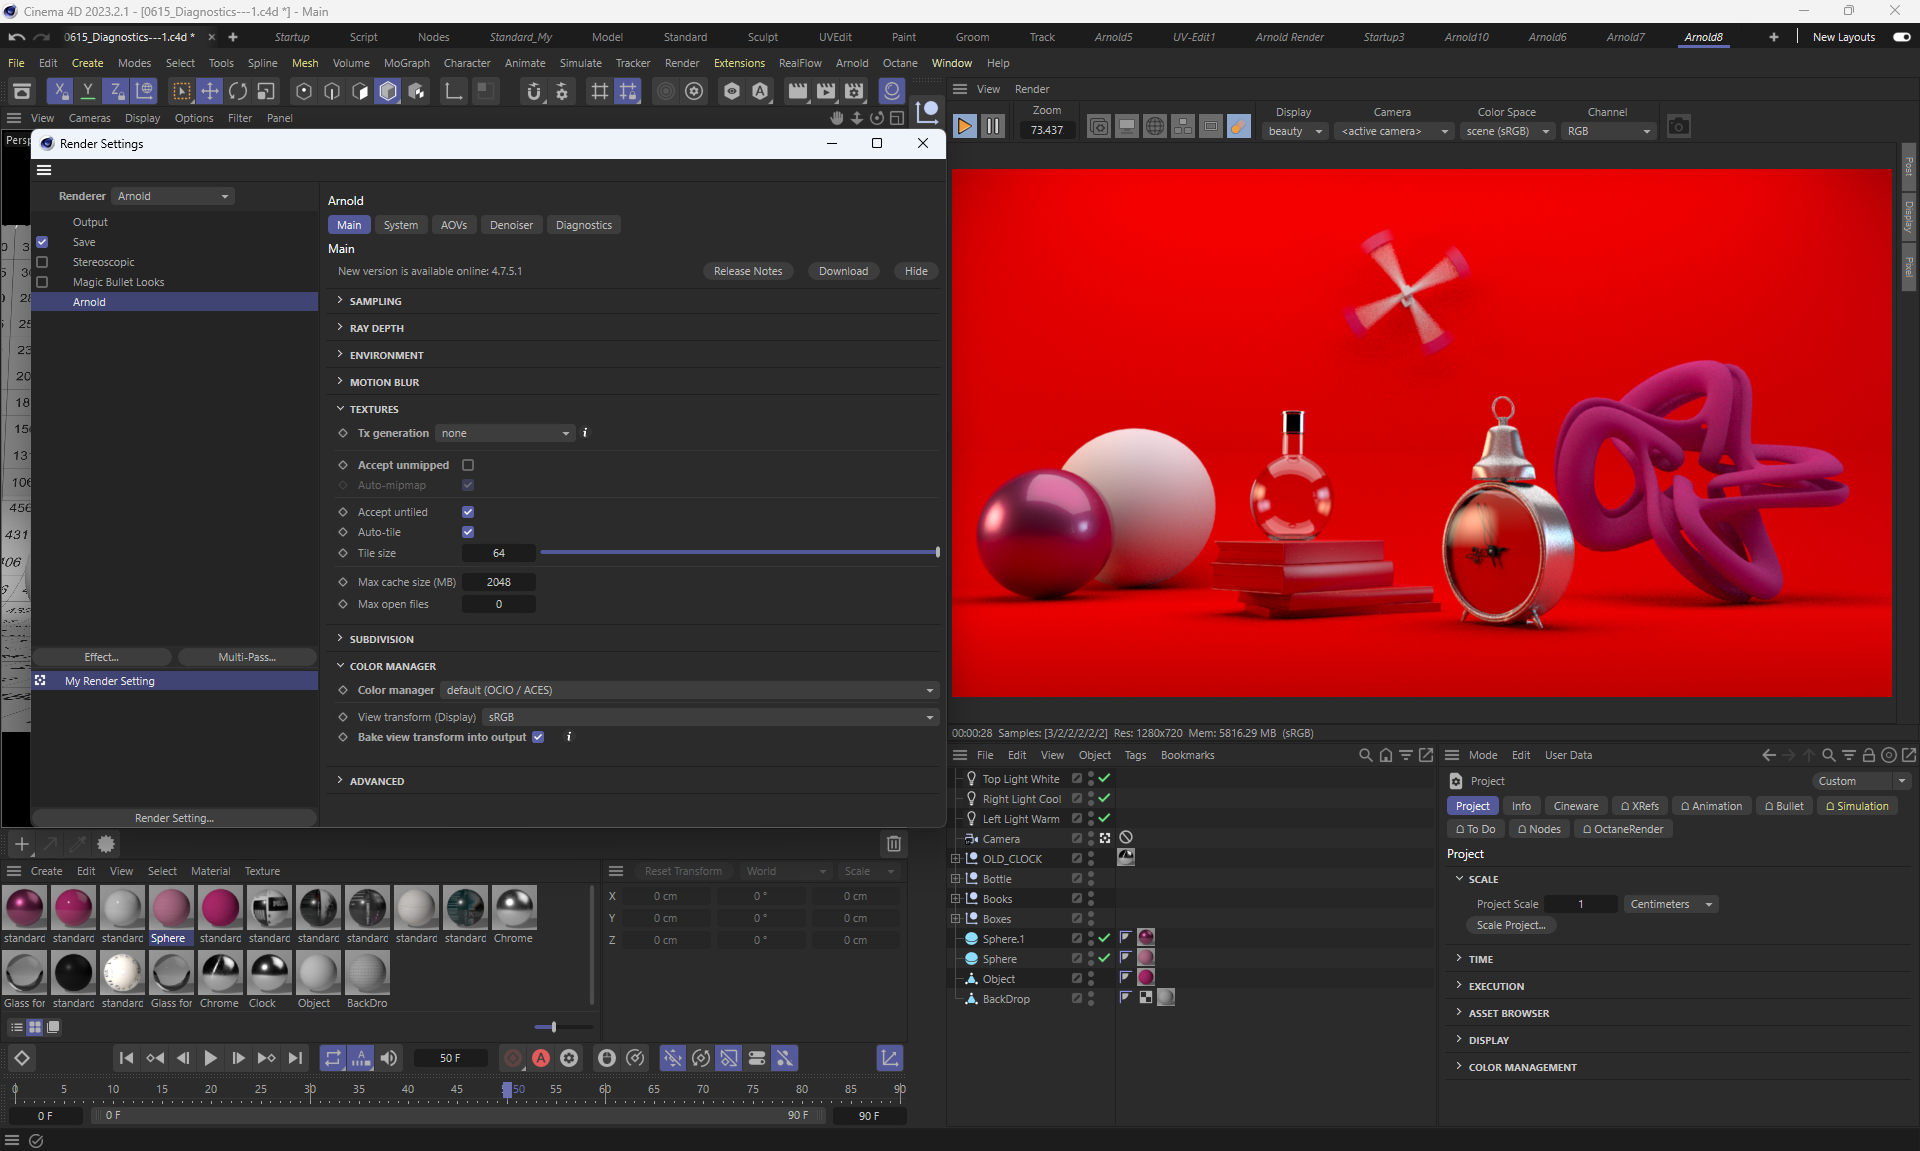 Cinema 4D 2023.2.1 - [0615_Diagnostics---1.c4d *] - Main
0615_Diagnostics---1.c4d * Startup Script Nodes Standard_My Model Standard Sculpt UVEdit Paint Groom Track Arnold5 UV-Edit1 Arnold Render Startup3 Arnold10 Arnold6 Arnold7 Arnold8 New Layouts
File Edit Create Modes Select Tools Spline Mesh Volume MoGraph Character Animate Simulate Tracker Render Extensions RealFlow Arnold Octane Window Help
View Render
View Cameras Display Options Filter Panel
Zoom Display Camera Color Space Channel
73.437 beauty <active camera> scene (sRGB) RGB
Post
Display
Pixel
Render Settings
Renderer Arnold
Output
Save
Stereoscopic
Magic Bullet Looks
Arnold
Effect... Multi-Pass...
My Render Setting
Render Setting...
Arnold
Main System AOVs Denoiser Diagnostics
Main
New version is available online: 4.7.5.1 Release Notes Download Hide
SAMPLING
RAY DEPTH
ENVIRONMENT
MOTION BLUR
TEXTURES
Tx generation none
Accept unmipped
Auto-mipmap
Accept untiled
Auto-tile
Tile size 64
Max cache size (MB) 2048
Max open files 0
SUBDIVISION
COLOR MANAGER
Color manager default (OCIO / ACES)
View transform (Display) sRGB
Bake view transform into output
ADVANCED
00:00:28 Samples: [3/2/2/2/2/2] Res: 1280x720 Mem: 5816.29 MB (sRGB)
File Edit View Object Tags Bookmarks
Top Light White
Right Light Cool
Left Light Warm
Camera
OLD_CLOCK
Bottle
Books
Boxes
Sphere.1
Sphere
Object
BackDrop
Mode Edit User Data
Project Custom
Project Info Cineware XRefs Animation Bullet Simulation
To Do Nodes OctaneRender
Project
SCALE
Project Scale 1 Centimeters
Scale Project...
TIME
EXECUTION
ASSET BROWSER
DISPLAY
COLOR MANAGEMENT
Create Edit View Select Material Texture
standard standard standard Sphere standard standard standard standard standard standard Chrome
Glass for standard standard Glass for Chrome Clock Object BackDro
Reset Transform World Scale
X 0 cm 0 ° 0 cm
Y 0 cm 0 ° 0 cm
Z 0 cm 0 ° 0 cm
50 F
0 5 10 15 20 25 30 35 40 45 50 55 60 65 70 75 80 85 90
0 F 0 F 90 F 90 F